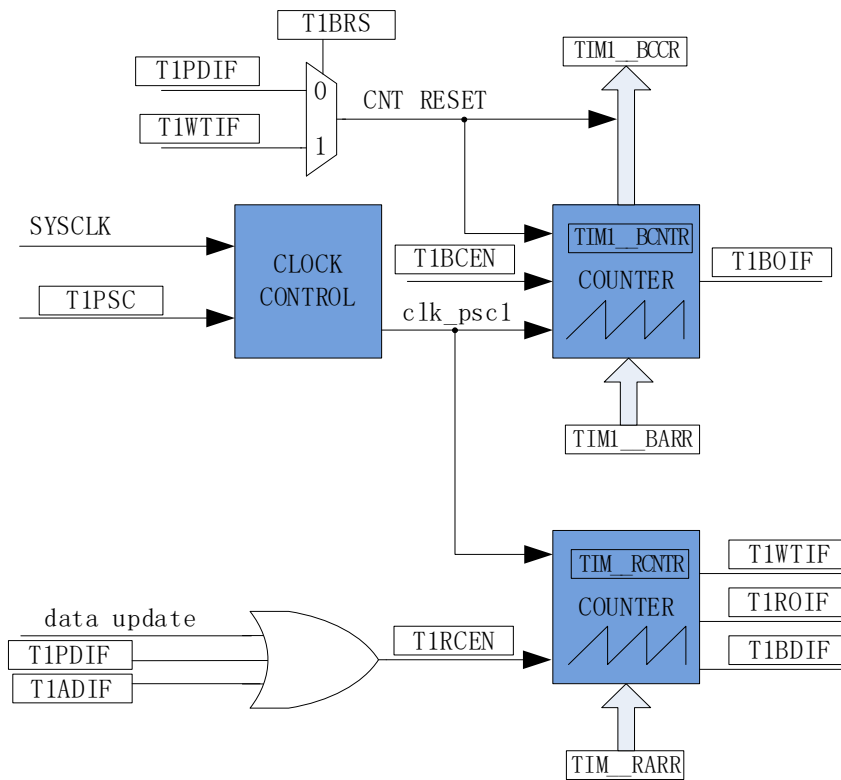 T1BRS
T1PDIF
0
T1WTIF
1
CNT RESET
TIM1__BCCR
SYSCLK
T1PSC
CLOCK
CONTROL
T1BCEN
clk_psc1
TIM1__BCNTR
COUNTER
T1BOIF
TIM1__BARR
data update
T1PDIF
T1ADIF
T1RCEN
TIM__RCNTR
COUNTER
T1WTIF
T1ROIF
T1BDIF
TIM__RARR